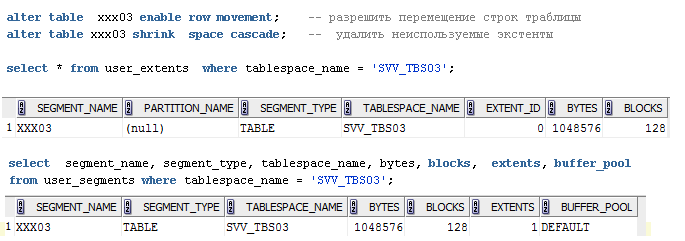 alter table  xxx03 enable row movement;    -- разрешить перемещение строк траблицы
alter table xxx03 shrink  space cascade;   --  удалить неиспользуемые экстенты
select * from user_extents  where tablespace_name = 'SVV_TBS03';
SEGMENT_NAME PARTITION_NAME SEGMENT_TYPE TABLESPACE_NAME EXTENT_ID BYTES BLOCKS
1 XXX03 (null) TABLE SVV_TBS03 0 1048576 128
select  segment_name, segment_type, tablespace_name, bytes, blocks,  extents, buffer_pool
from user_segments where tablespace_name = 'SVV_TBS03';
SEGMENT_NAME SEGMENT_TYPE TABLESPACE_NAME BYTES BLOCKS EXTENTS BUFFER_POOL
1 XXX03 TABLE SVV_TBS03 1048576 128 1 DEFAULT